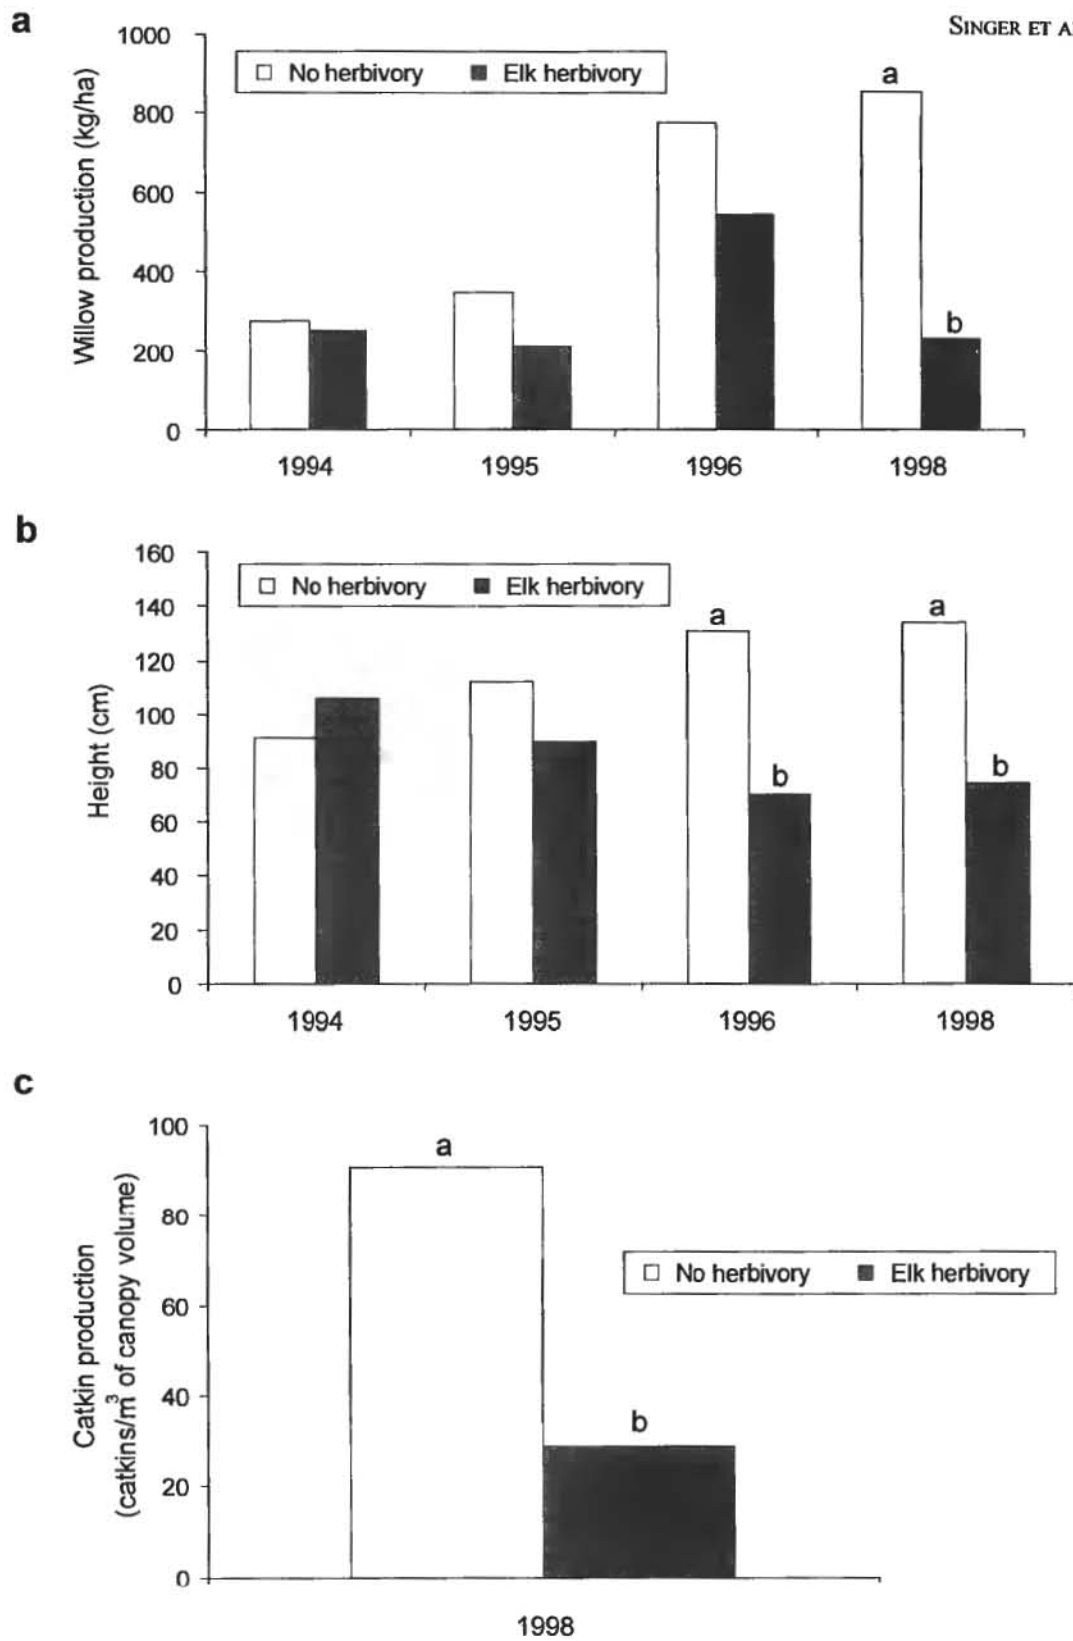 a
SINGER ET A
Willow production (kg/ha)
1000
800
600
400
200
0
No herbivory Elk herbivory
a
b
1994 1995 1996 1998
b
Height (cm)
160
140
120
100
80
60
40
20
0
No herbivory Elk herbivory
a
b
a
b
1994 1995 1996 1998
c
Catkin production
(catkins/m³ of canopy volume)
100
80
60
40
20
0
a
b
No herbivory Elk herbivory
1998